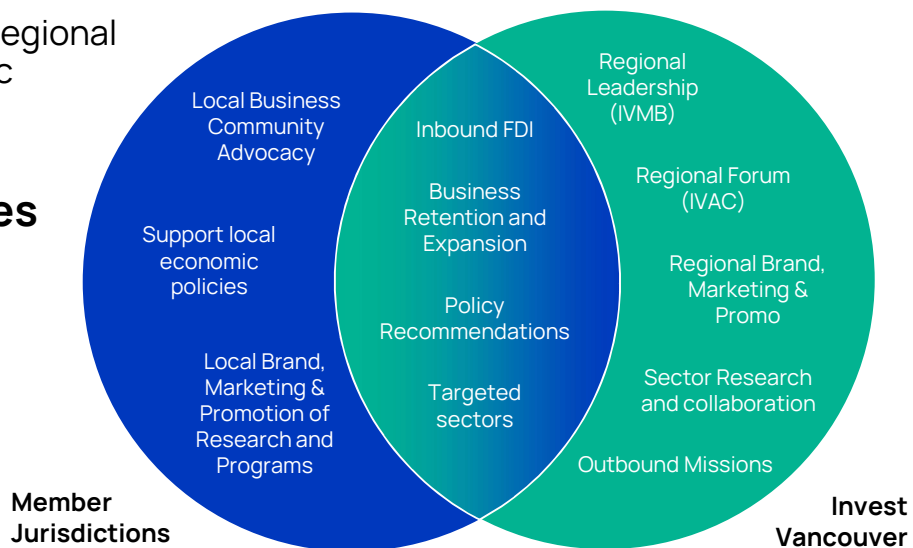 egional
c
es
Local Business
Community
Advocacy
Support local
economic
policies
Local Brand,
Marketing &
Promotion of
Research and
Programs
Member
Jurisdictions
Inbound FDI
Business
Retention and
Expansion
Policy
Recommendations
Targeted
sectors
Regional
Leadership
(IVMB)
Regional Forum
(IVAC)
Regional Brand,
Marketing &
Promo
Sector Research
and collaboration
Outbound Missions
Invest
Vancouver